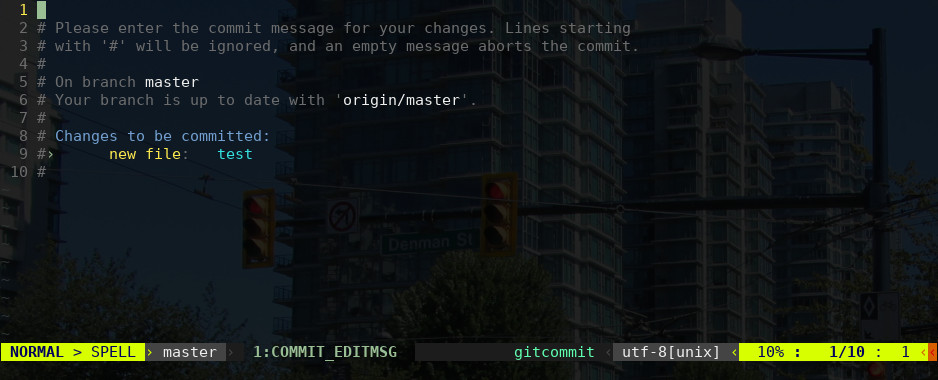 1
2 # Please enter the commit message for your changes. Lines starting
3 # with '#' will be ignored, and an empty message aborts the commit.
4 #
5 # On branch master
6 # Your branch is up to date with 'origin/master'.
7 #
8 # Changes to be committed:
9 #›      new file:   test
10 #
Denman St
NORMAL > SPELL › master › 1:COMMIT_EDITMSG gitcommit ‹ utf-8[unix] ‹ 10% : 1/10 : 1 ‹‹